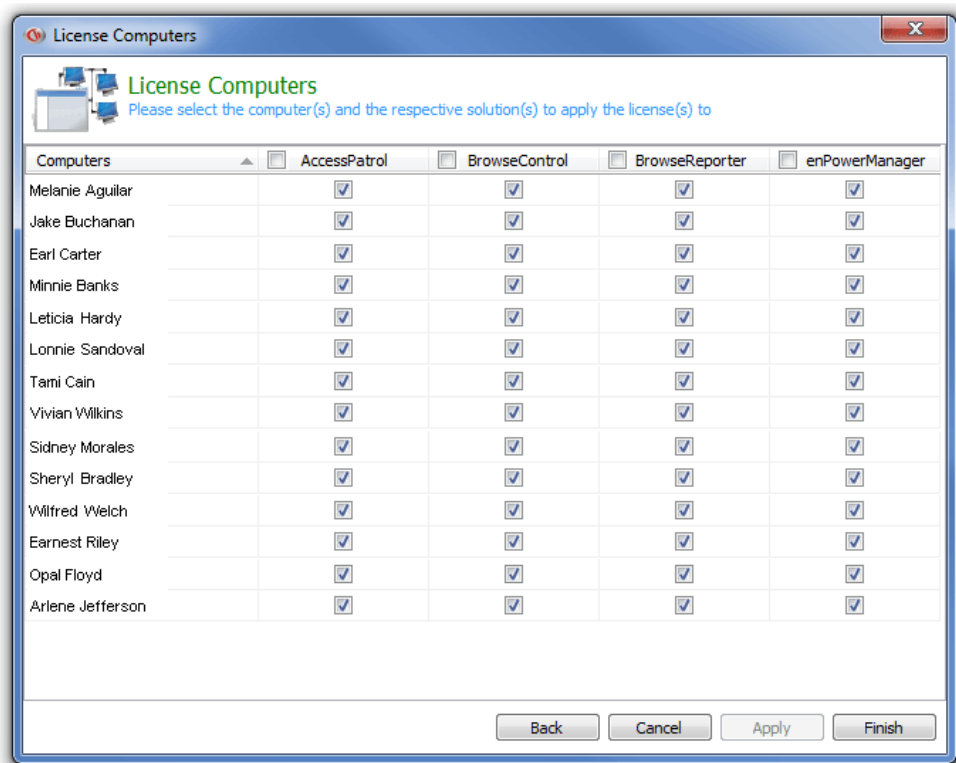 License Computers
License Computers
Please select the computer(s) and the respective solution(s) to apply the license(s) to
Computers AccessPatrol BrowseControl BrowseReporter enPowerManager
Melanie Aguilar
Jake Buchanan
Earl Carter
Minnie Banks
Leticia Hardy
Lonnie Sandoval
Tami Cain
Vivian Wilkins
Sidney Morales
Sheryl Bradley
Wilfred Welch
Earnest Riley
Opal Floyd
Arlene Jefferson
Back Cancel Apply Finish